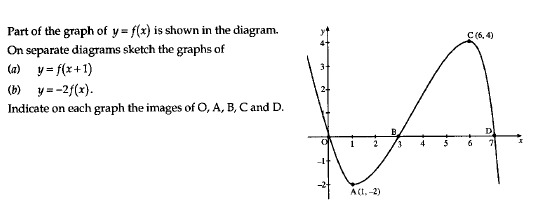 Part of the graph of y = f(x) is shown in the diagram.
On separate diagrams sketch the graphs of
(a) y = f(x + 1)
(b) y = −2f(x).
Indicate on each graph the images of O, A, B, C and D.
y
C (6, 4)
4
3
2
B
D
O 1 2 3 4 5 6 7 x
−1
−2
A (1, −2)